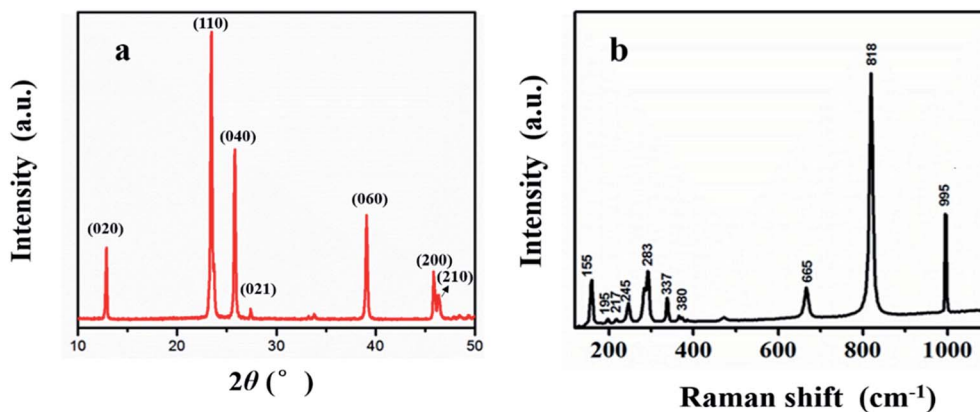 a
(110)
(040)
(060)
(020)
(200)
(210)
(021)
Intensity (a.u.)
10 20 30 40 50
2θ (°)
b
818
995
283
155
337
665
245
217
195
380
Intensity (a.u.)
200 400 600 800 1000
Raman shift (cm⁻¹)